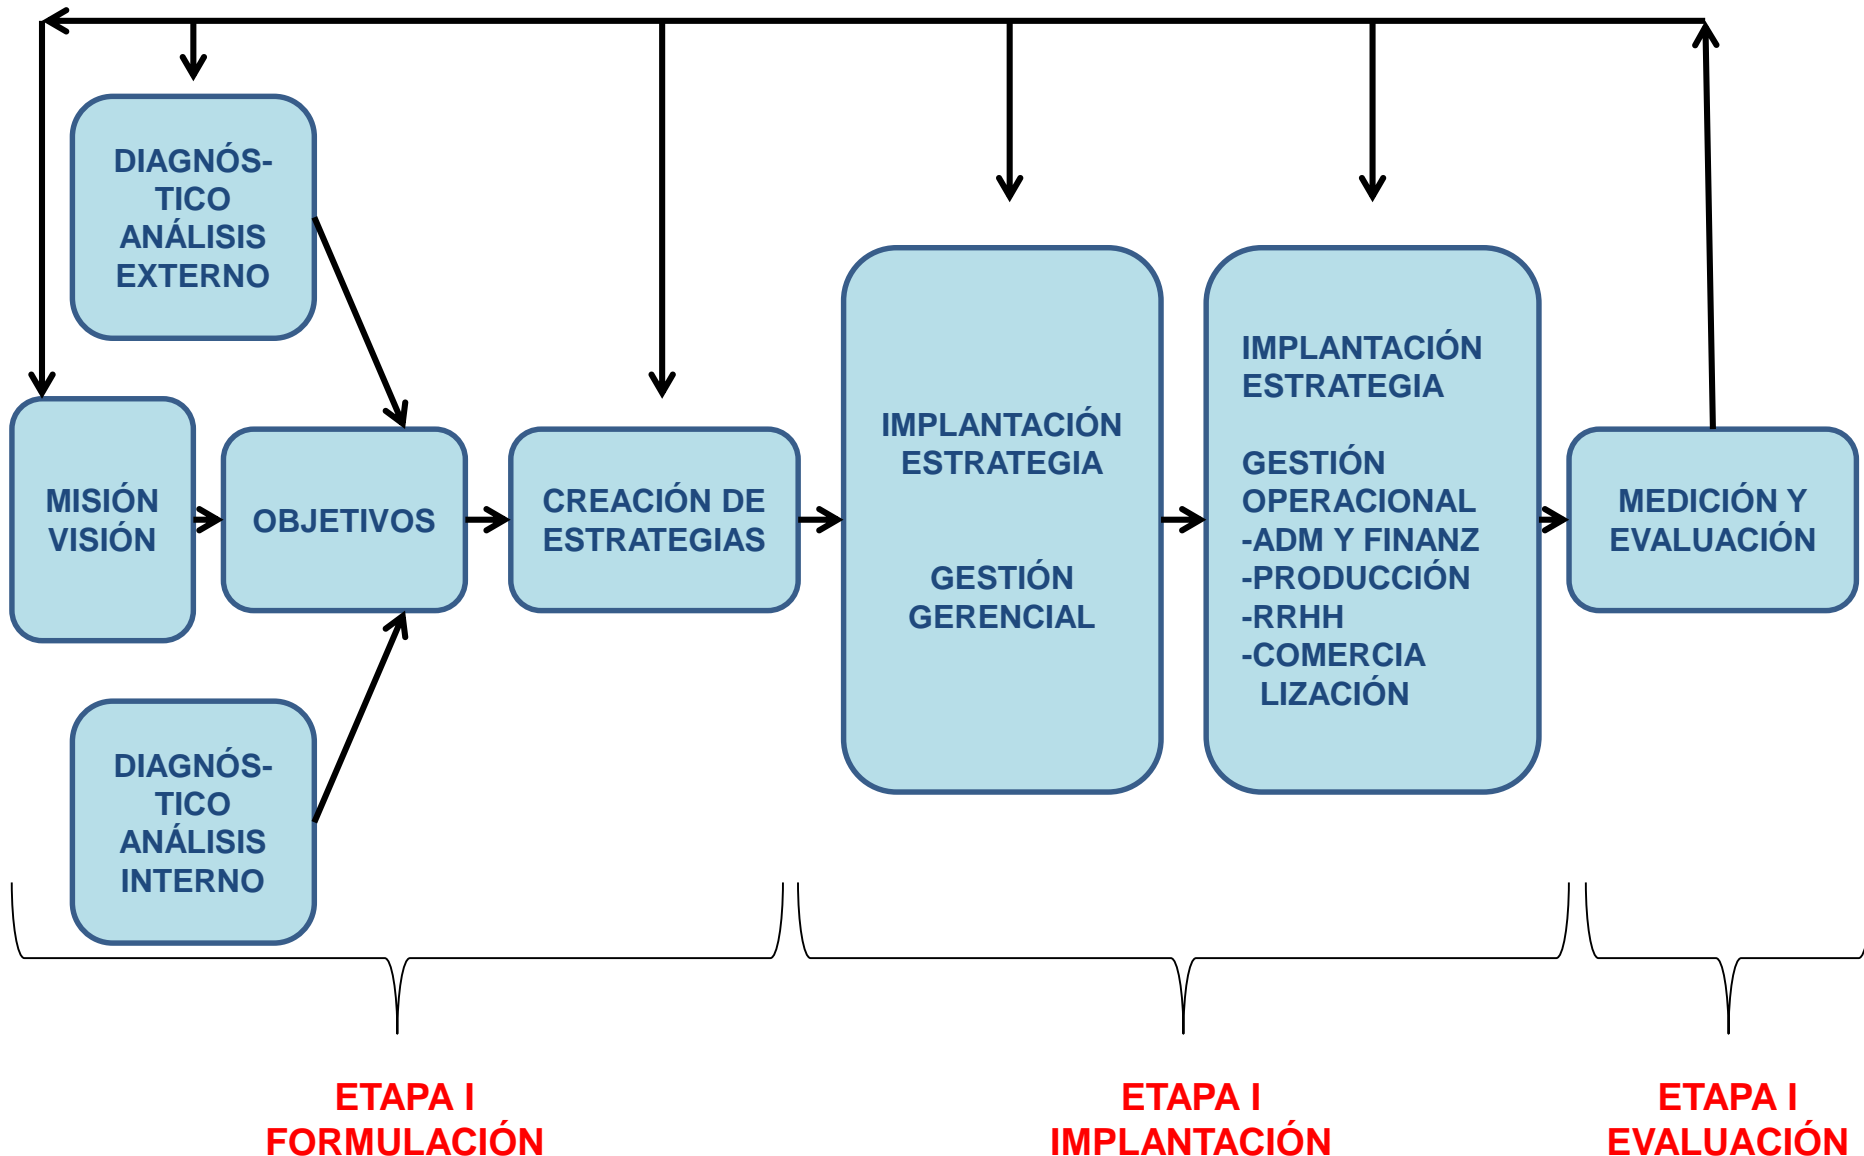 DIAGNÓS-
TICO
ANÁLISIS
EXTERNO
MISIÓN
VISIÓN
OBJETIVOS
CREACIÓN DE
ESTRATEGIAS
DIAGNÓS-
TICO
ANÁLISIS
INTERNO
IMPLANTACIÓN
ESTRATEGIA
GESTIÓN
GERENCIAL
IMPLANTACIÓN
ESTRATEGIA
GESTIÓN
OPERACIONAL
-ADM Y FINANZ
-PRODUCCIÓN
-RRHH
-COMERCIA
LIZACIÓN
MEDICIÓN Y
EVALUACIÓN
ETAPA I
FORMULACIÓN
ETAPA I
IMPLANTACIÓN
ETAPA I
EVALUACIÓN